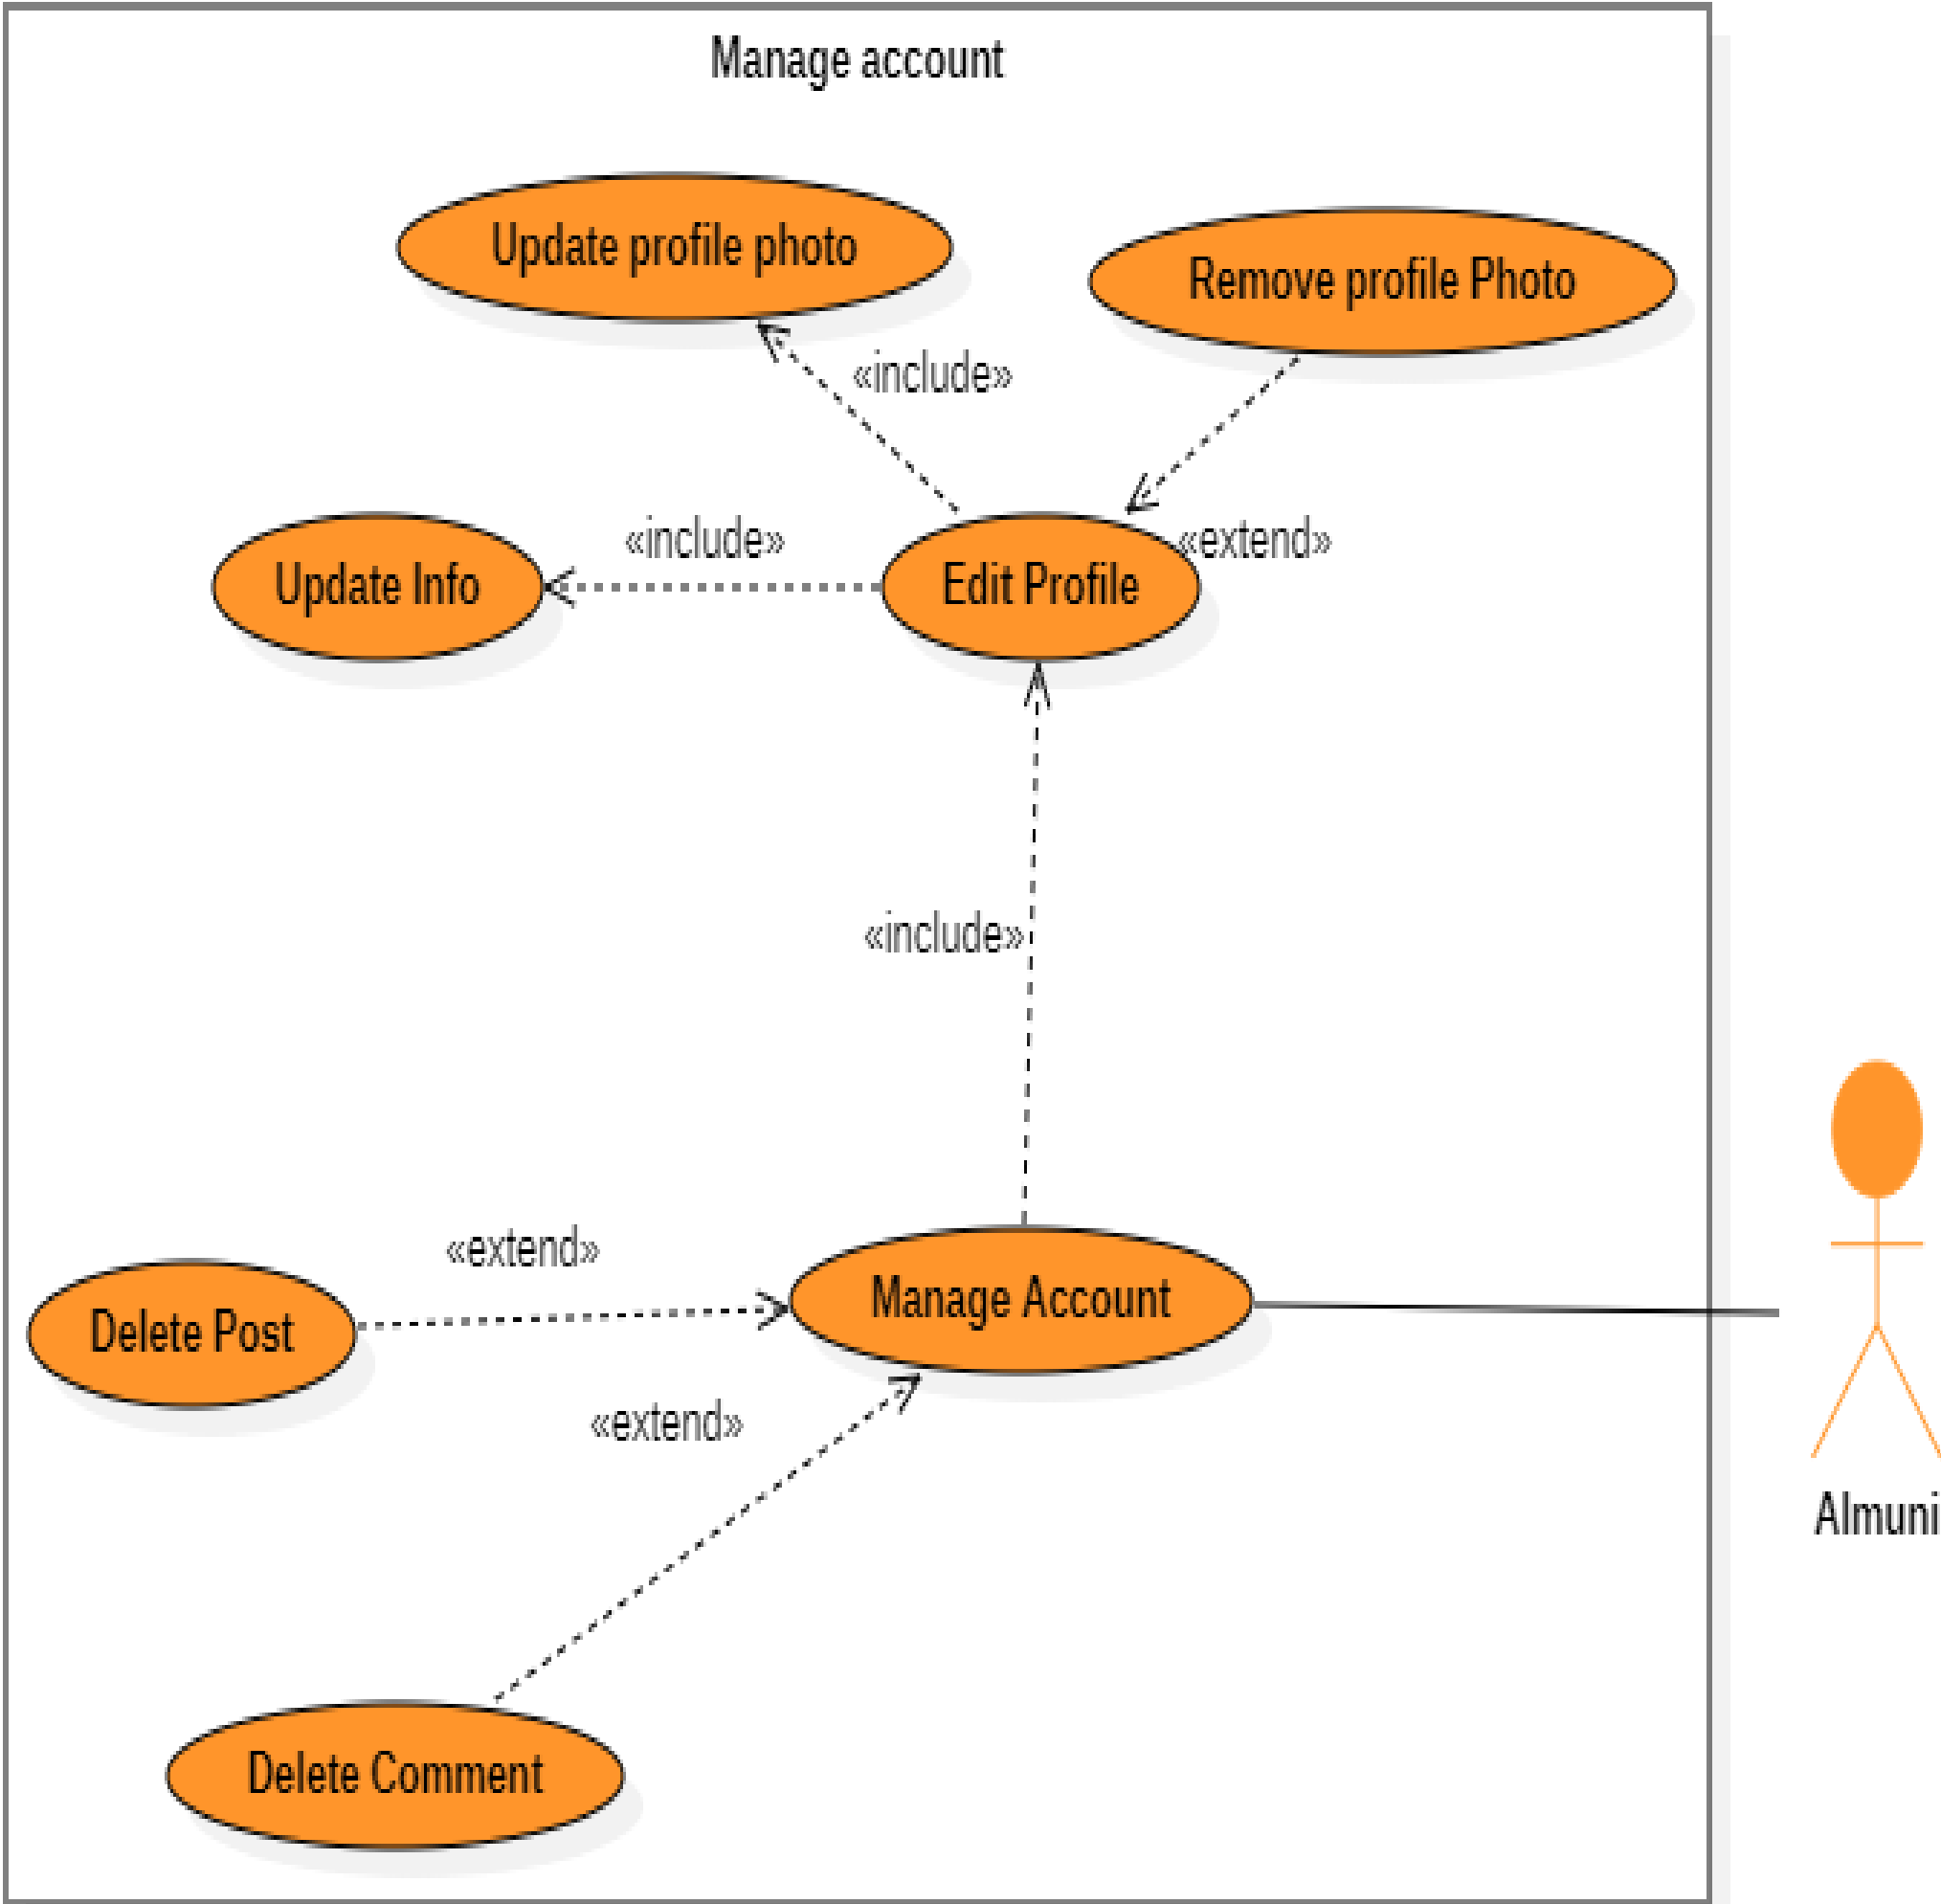 Manage account
Update profile photo
Remove profile Photo
«include»
«include»
«extend»
Update Info
Edit Profile
«include»
«extend»
Manage Account
Delete Post
«extend»
Almuni
Delete Comment